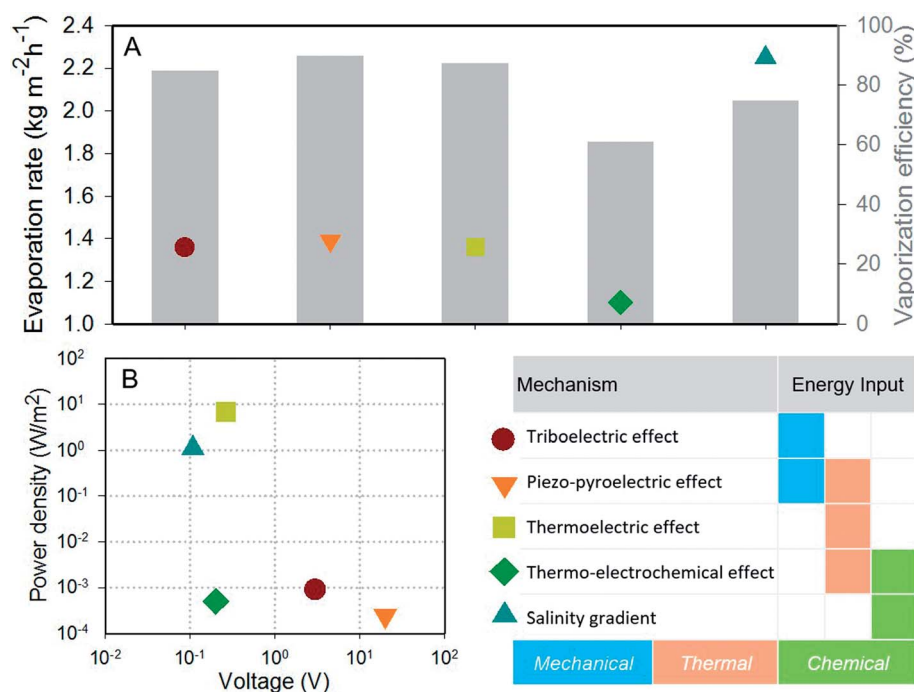 A
Evaporation rate (kg m⁻²h⁻¹)
2.4
2.2
2.0
1.8
1.6
1.4
1.2
1.0
100
80
60
40
20
0
Vaporization efficiency (%)
B
Power density (W/m²)
10²
10¹
10⁰
10⁻¹
10⁻²
10⁻³
10⁻⁴
10⁻² 10⁻¹ 10⁰ 10¹ 10²
Voltage (V)
Mechanism Energy Input
Triboelectric effect
Piezo-pyroelectric effect
Thermoelectric effect
Thermo-electrochemical effect
Salinity gradient
Mechanical Thermal Chemical